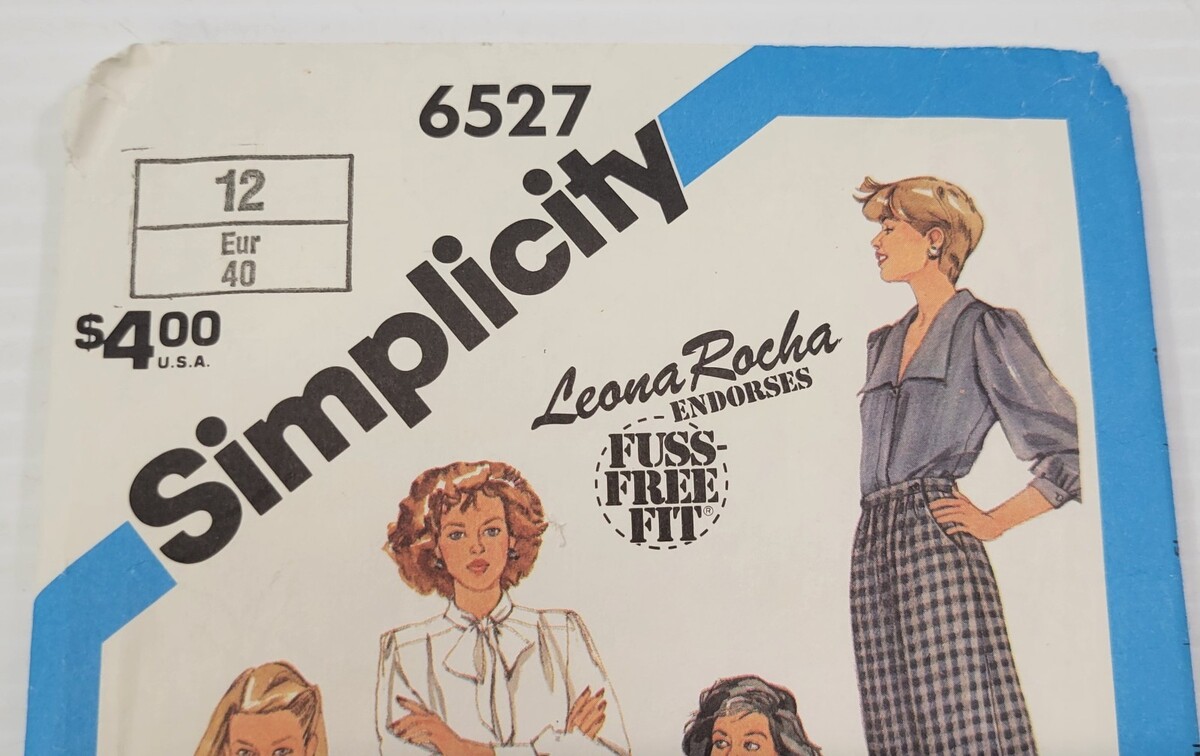 6527
12
Eur
40
$4.00
U.S.A.
Simplicity
Leona Rocha
ENDORSES
FUSS-
FREE
FIT®